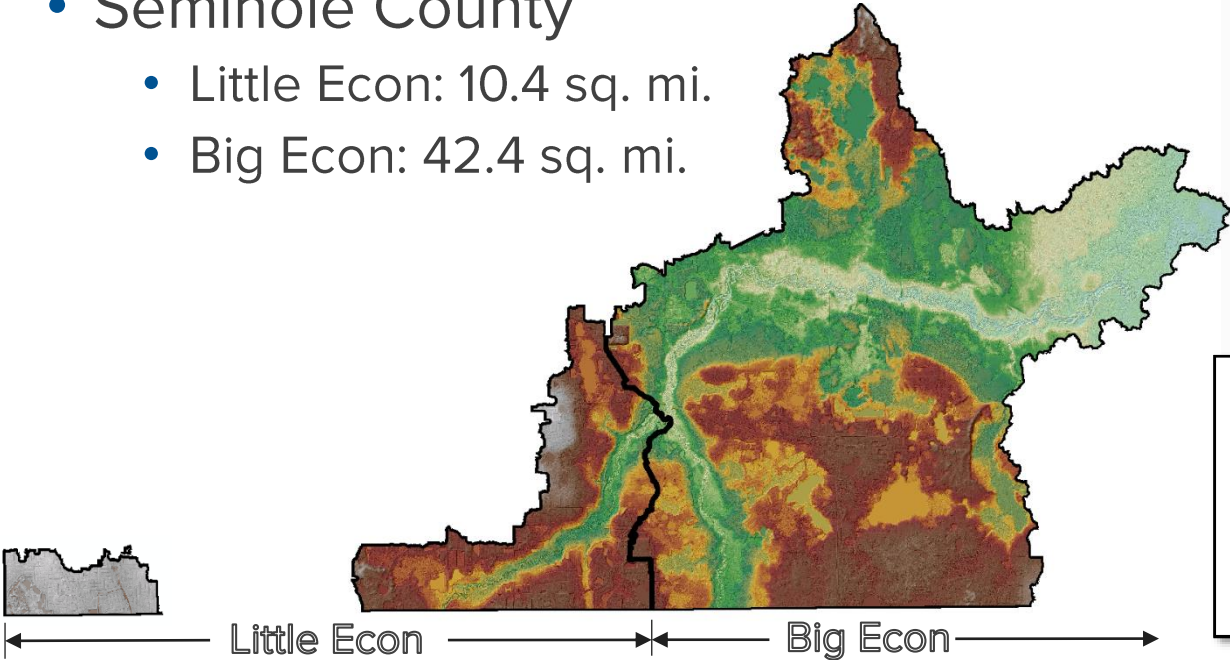 • Seminole County
• Little Econ: 10.4 sq. mi.
• Big Econ: 42.4 sq. mi.
Little Econ Big Econ